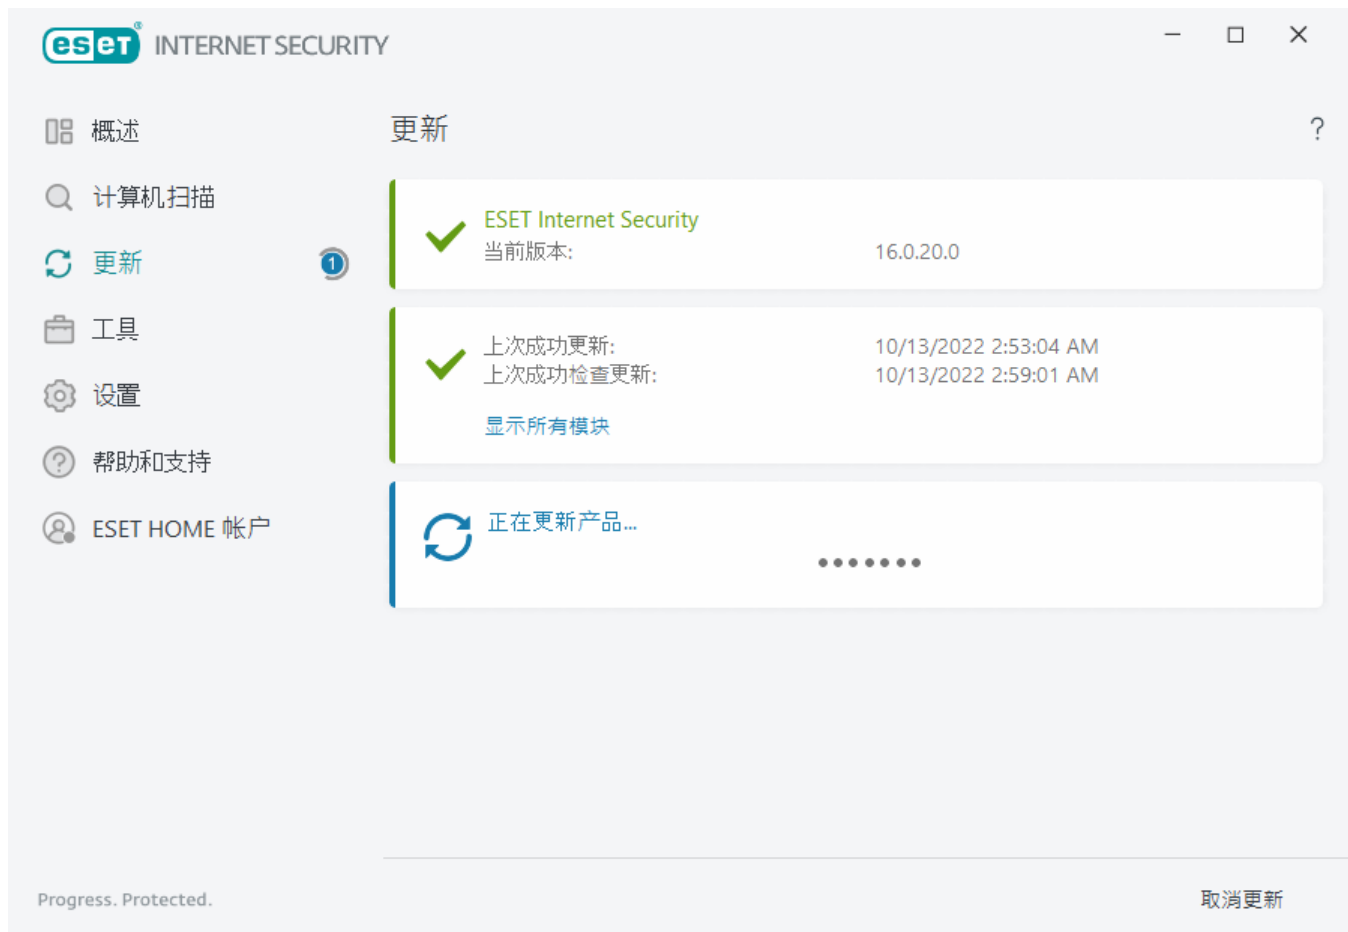 eseT® INTERNET SECURITY
概述
计算机扫描
更新
1
工具
设置
帮助和支持
ESET HOME 帐户
更新
?
ESET Internet Security
当前版本: 16.0.20.0
上次成功更新: 10/13/2022 2:53:04 AM
上次成功检查更新: 10/13/2022 2:59:01 AM
显示所有模块
正在更新产品...
Progress. Protected.
取消更新